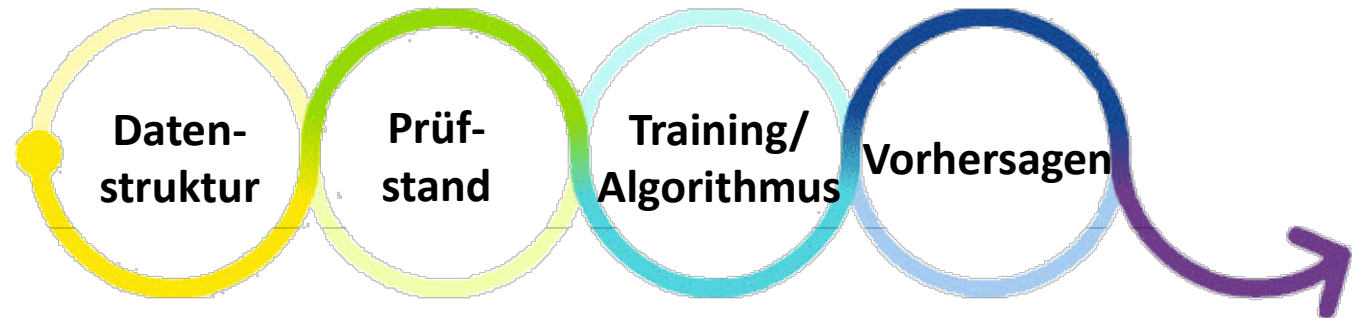 Daten-
struktur
Prüf-
stand
Training/
Algorithmus
Vorhersagen